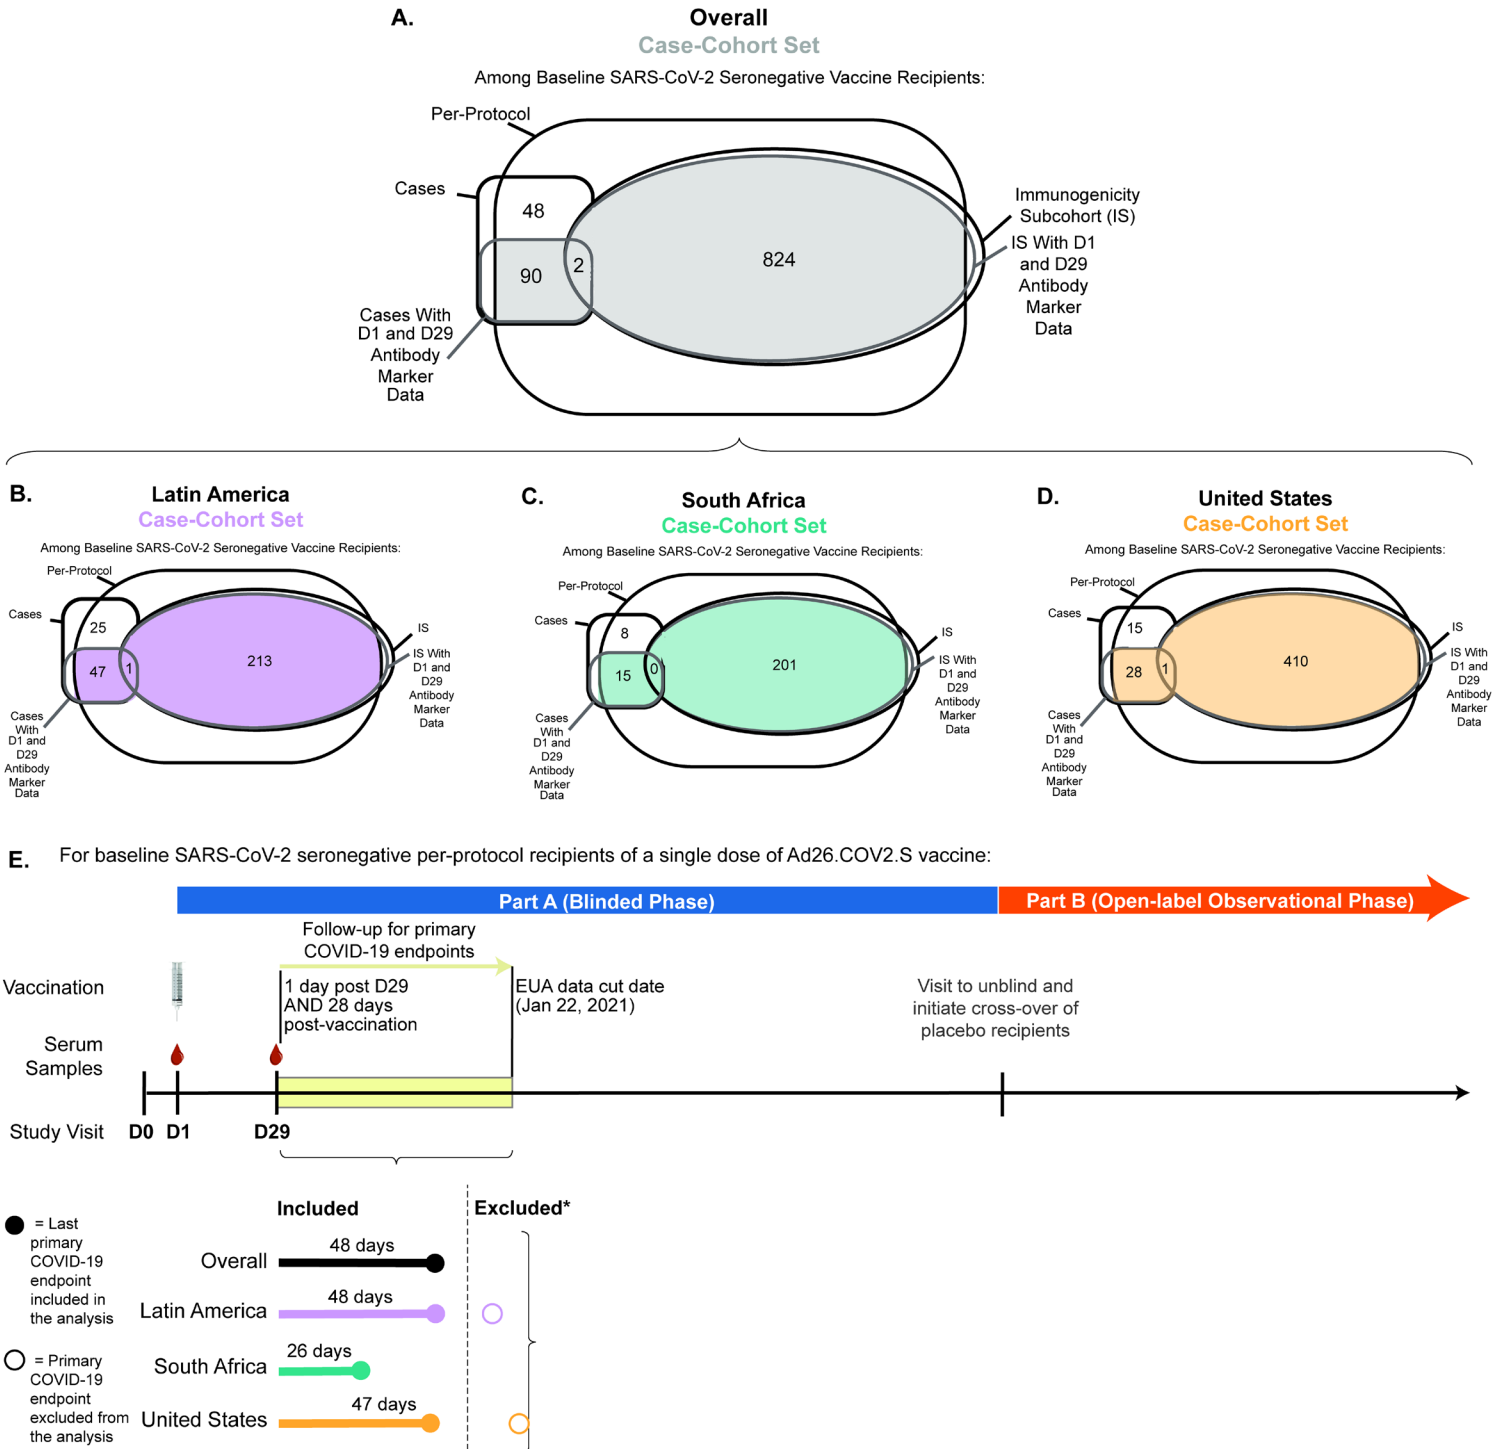 A.
Overall
Case-Cohort Set
Among Baseline SARS-CoV-2 Seronegative Vaccine Recipients:
Per-Protocol
Cases
48
90
2
824
Immunogenicity
Subcohort (IS)
IS With D1
and D29
Antibody
Marker
Data
Cases With
D1 and D29
Antibody
Marker
Data
B.
Latin America
Case-Cohort Set
Among Baseline SARS-CoV-2 Seronegative Vaccine Recipients:
Per-Protocol
Cases
25
47
1
213
IS
IS With
D1 and
D29
Antibody
Marker
Data
Cases
With
D1 and
D29
Antibody
Marker
Data
C.
South Africa
Case-Cohort Set
Among Baseline SARS-CoV-2 Seronegative Vaccine Recipients:
Per-Protocol
Cases
8
15
0
201
IS
IS With
D1 and
D29
Antibody
Marker
Data
Cases
With
D1 and
D29
Antibody
Marker
Data
D.
United States
Case-Cohort Set
Among Baseline SARS-CoV-2 Seronegative Vaccine Recipients:
Per-Protocol
Cases
15
28
1
410
IS
IS With
D1 and
D29
Antibody
Marker
Data
Cases
With
D1 and
D29
Antibody
Marker
Data
E.
For baseline SARS-CoV-2 seronegative per-protocol recipients of a single dose of Ad26.COV2.S vaccine:
Part A (Blinded Phase)
Part B (Open-label Observational Phase)
Follow-up for primary
COVID-19 endpoints
Vaccination
1 day post D29
AND 28 days
post-vaccination
EUA data cut date
(Jan 22, 2021)
Visit to unblind and
initiate cross-over of
placebo recipients
Serum
Samples
Study Visit
D0
D1
D29
Included
Excluded*
= Last
primary
COVID-19
endpoint
included in
the analysis
= Primary
COVID-19
endpoint
excluded from
the analysis
Overall
48 days
Latin America
48 days
South Africa
26 days
United States
47 days